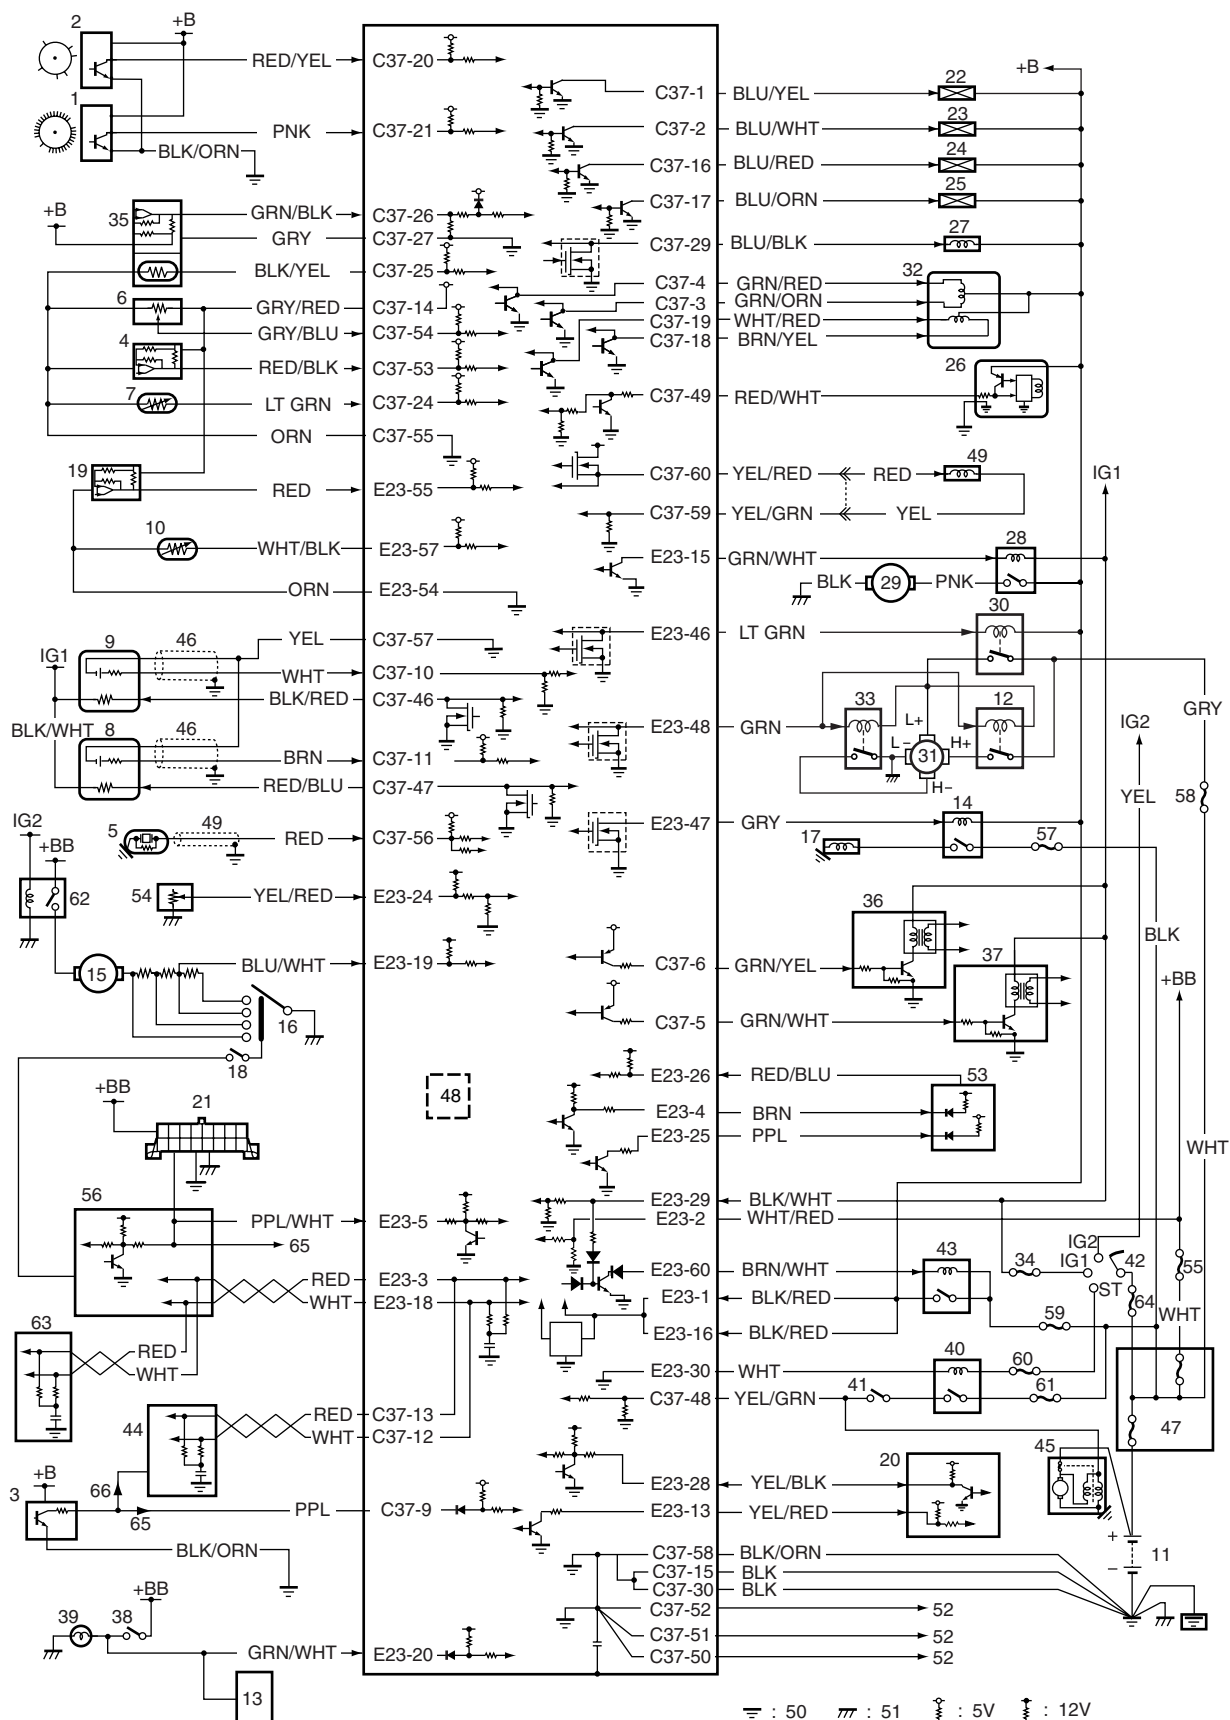 2
+B
RED/YEL
C37-20
1
PNK
C37-21
BLK/ORN
+B
35
GRN/BLK
C37-26
GRY
C37-27
BLK/YEL
C37-25
6
GRY/RED
C37-14
GRY/BLU
C37-54
4
RED/BLK
C37-53
7
LT GRN
C37-24
ORN
C37-55
19
RED
E23-55
10
WHT/BLK
E23-57
ORN
E23-54
IG1
9
46
YEL
C37-57
WHT
C37-10
BLK/RED
C37-46
BLK/WHT
8
46
BRN
C37-11
RED/BLU
C37-47
IG2
+BB
5
49
RED
C37-56
62
54
YEL/RED
E23-24
15
BLU/WHT
E23-19
16
18
+BB
21
48
56
PPL/WHT
E23-5
65
RED
E23-3
WHT
E23-18
63
RED
WHT
44
RED
C37-13
WHT
C37-12
+B
3
66
65
PPL
C37-9
BLK/ORN
+BB
39
38
GRN/WHT
E23-20
13
+B
C37-1
BLU/YEL
22
C37-2
BLU/WHT
23
C37-16
BLU/RED
24
C37-17
BLU/ORN
25
C37-29
BLU/BLK
27
C37-4
GRN/RED
32
C37-3
GRN/ORN
C37-19
WHT/RED
C37-18
BRN/YEL
26
C37-49
RED/WHT
C37-60
YEL/RED
RED
49
IG1
C37-59
YEL/GRN
YEL
E23-15
GRN/WHT
28
BLK
29
PNK
30
E23-46
LT GRN
GRY
33
L+
12
IG2
E23-48
GRN
L-
31
H+
H-
YEL
58
14
E23-47
GRY
17
57
36
BLK
C37-6
GRN/YEL
37
+BB
C37-5
GRN/WHT
E23-26
RED/BLU
53
E23-4
BRN
E23-25
PPL
WHT
E23-29
BLK/WHT
E23-2
WHT/RED
IG2
43
IG1
42
55
E23-60
BRN/WHT
34
E23-1
BLK/RED
ST
64
WHT
59
E23-16
BLK/RED
40
E23-30
WHT
60
C37-48
YEL/GRN
41
61
47
45
20
E23-28
YEL/BLK
E23-13
YEL/RED
+
11
-
C37-58
BLK/ORN
C37-15
BLK
C37-30
BLK
C37-52
52
C37-51
52
C37-50
52
: 50
: 51
: 5V
: 12V